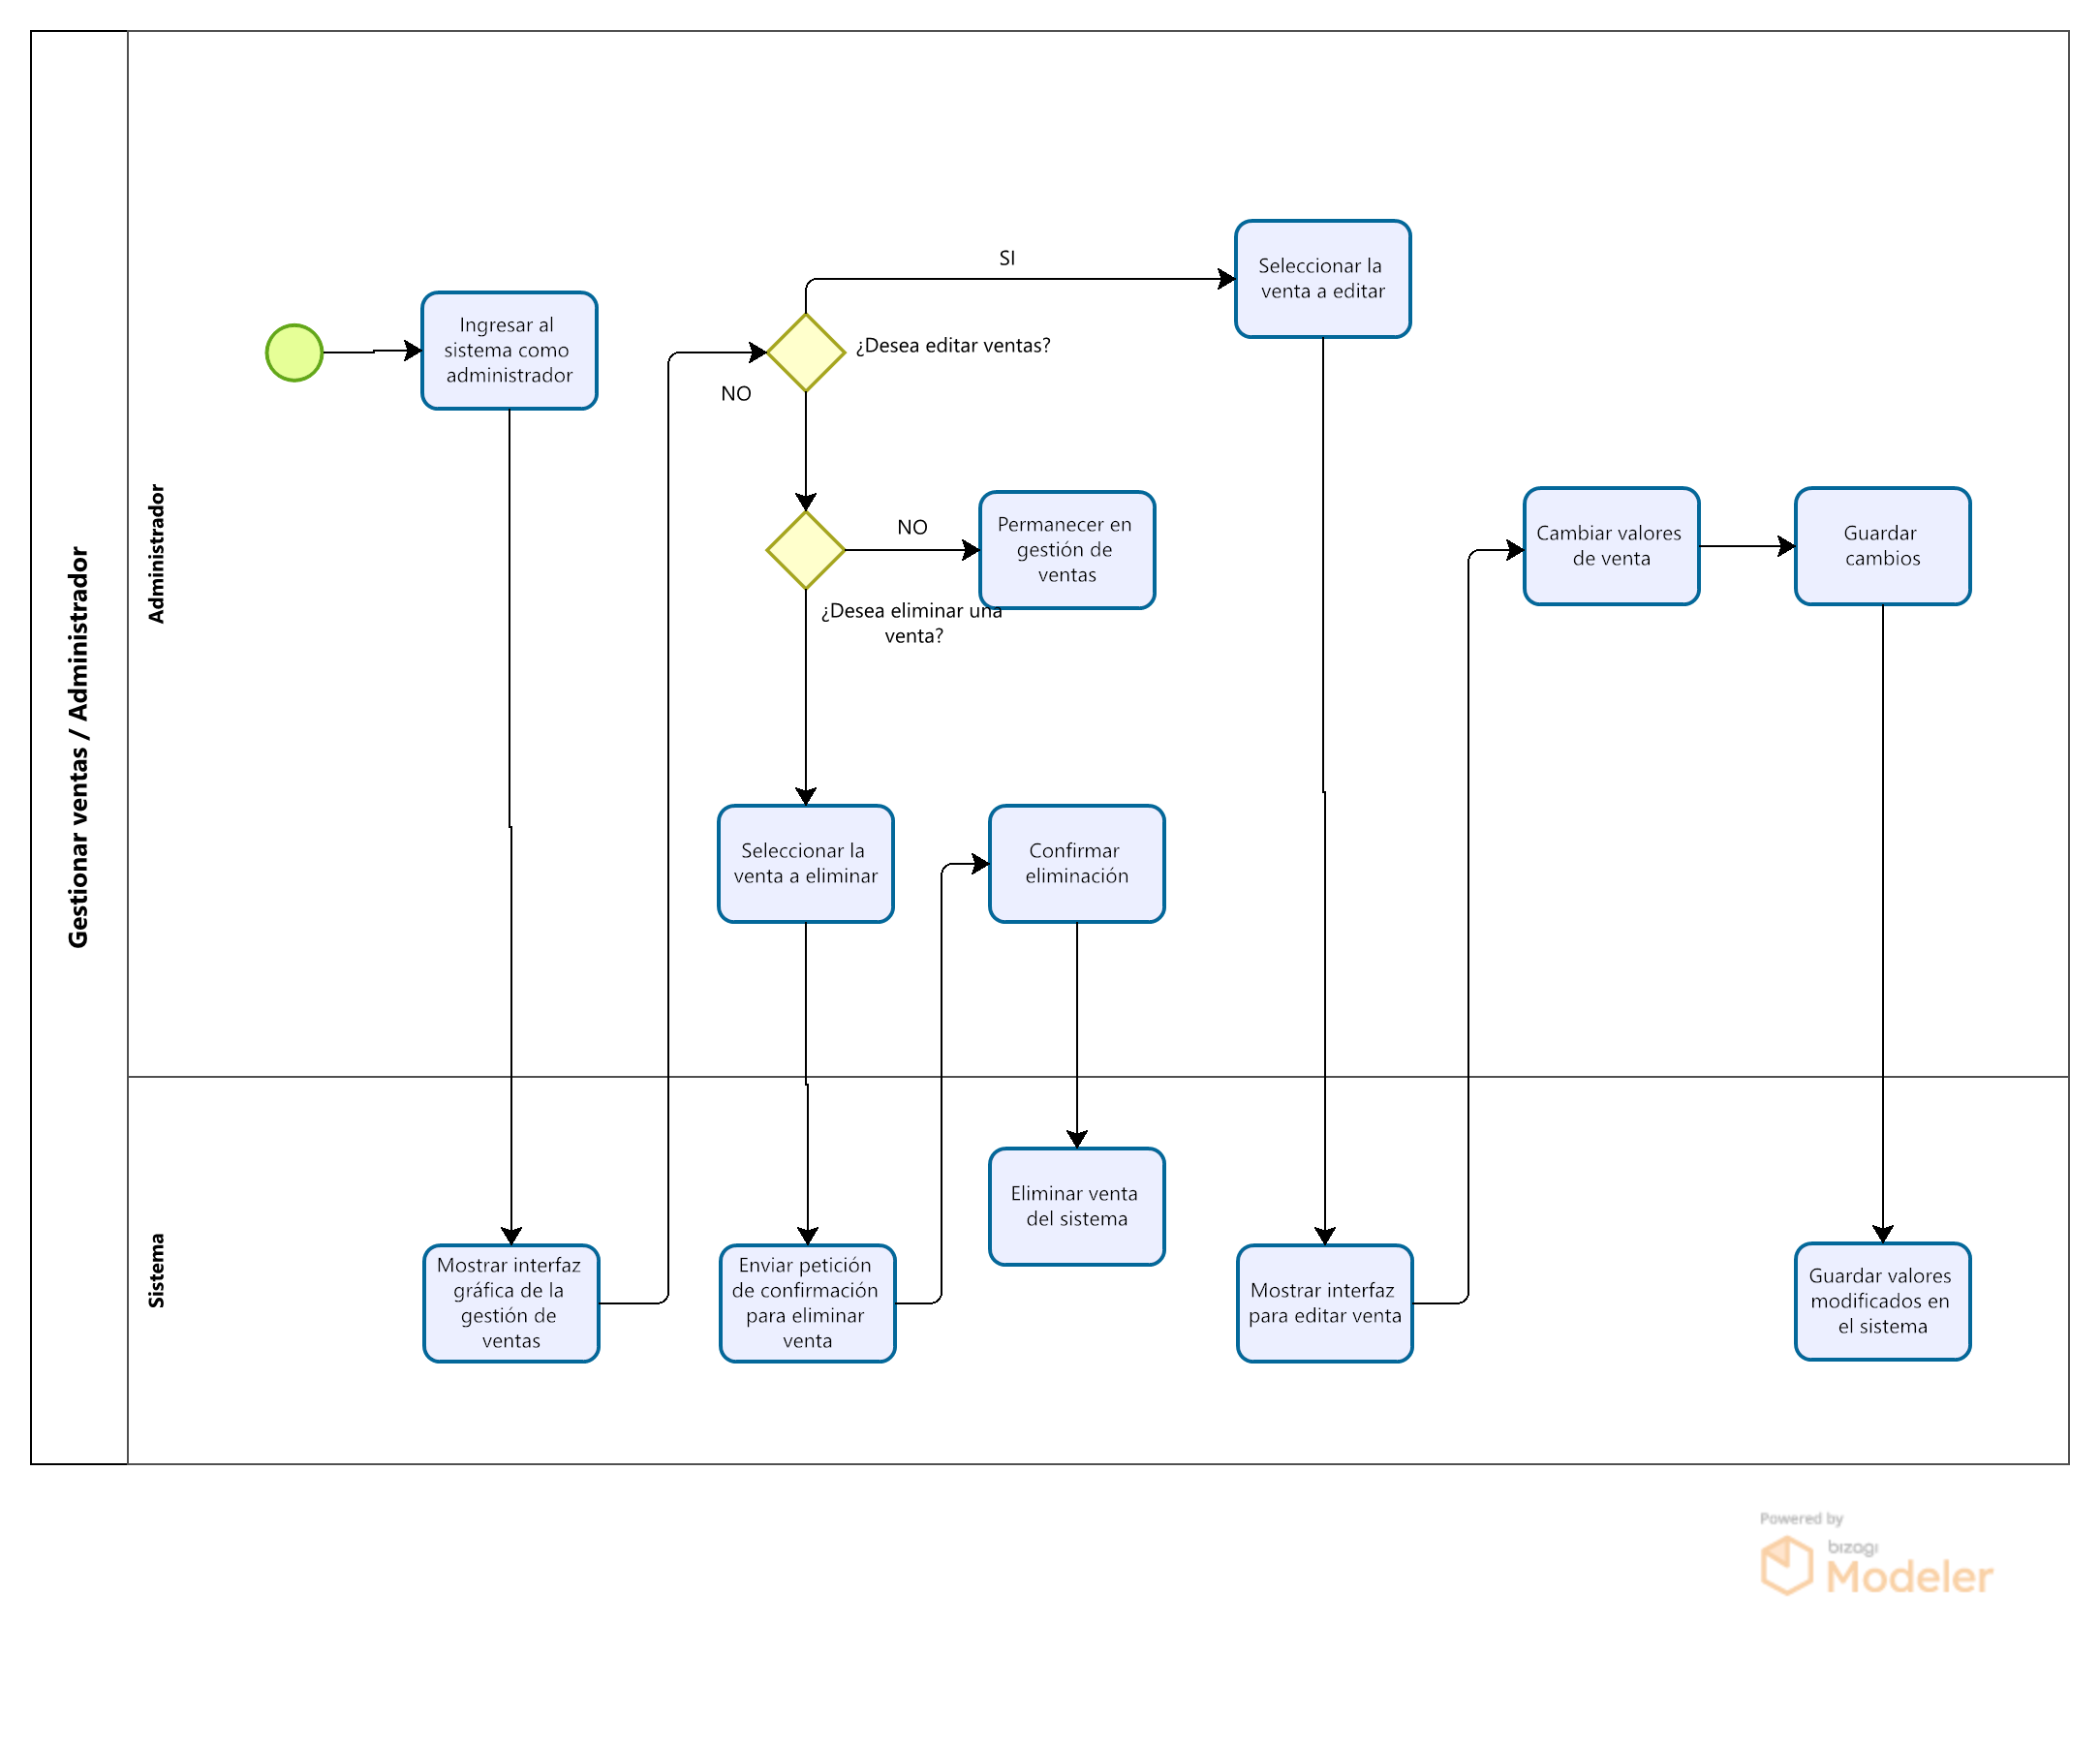 Gestionar ventas / Administrador
Administrador
Ingresar al
sistema como
administrador
SI
¿Desea editar ventas?
NO
Seleccionar la
venta a editar
NO
Permanecer en
gestión de
ventas
¿Desea eliminar una
venta?
Cambiar valores
de venta
Guardar
cambios
Seleccionar la
venta a eliminar
Confirmar
eliminación
Sistema
Mostrar interfaz
gráfica de la
gestión de
ventas
Enviar petición
de confirmación
para eliminar
venta
Eliminar venta
del sistema
Mostrar interfaz
para editar venta
Guardar valores
modificados en
el sistema
Powered by
bizagi
Modeler